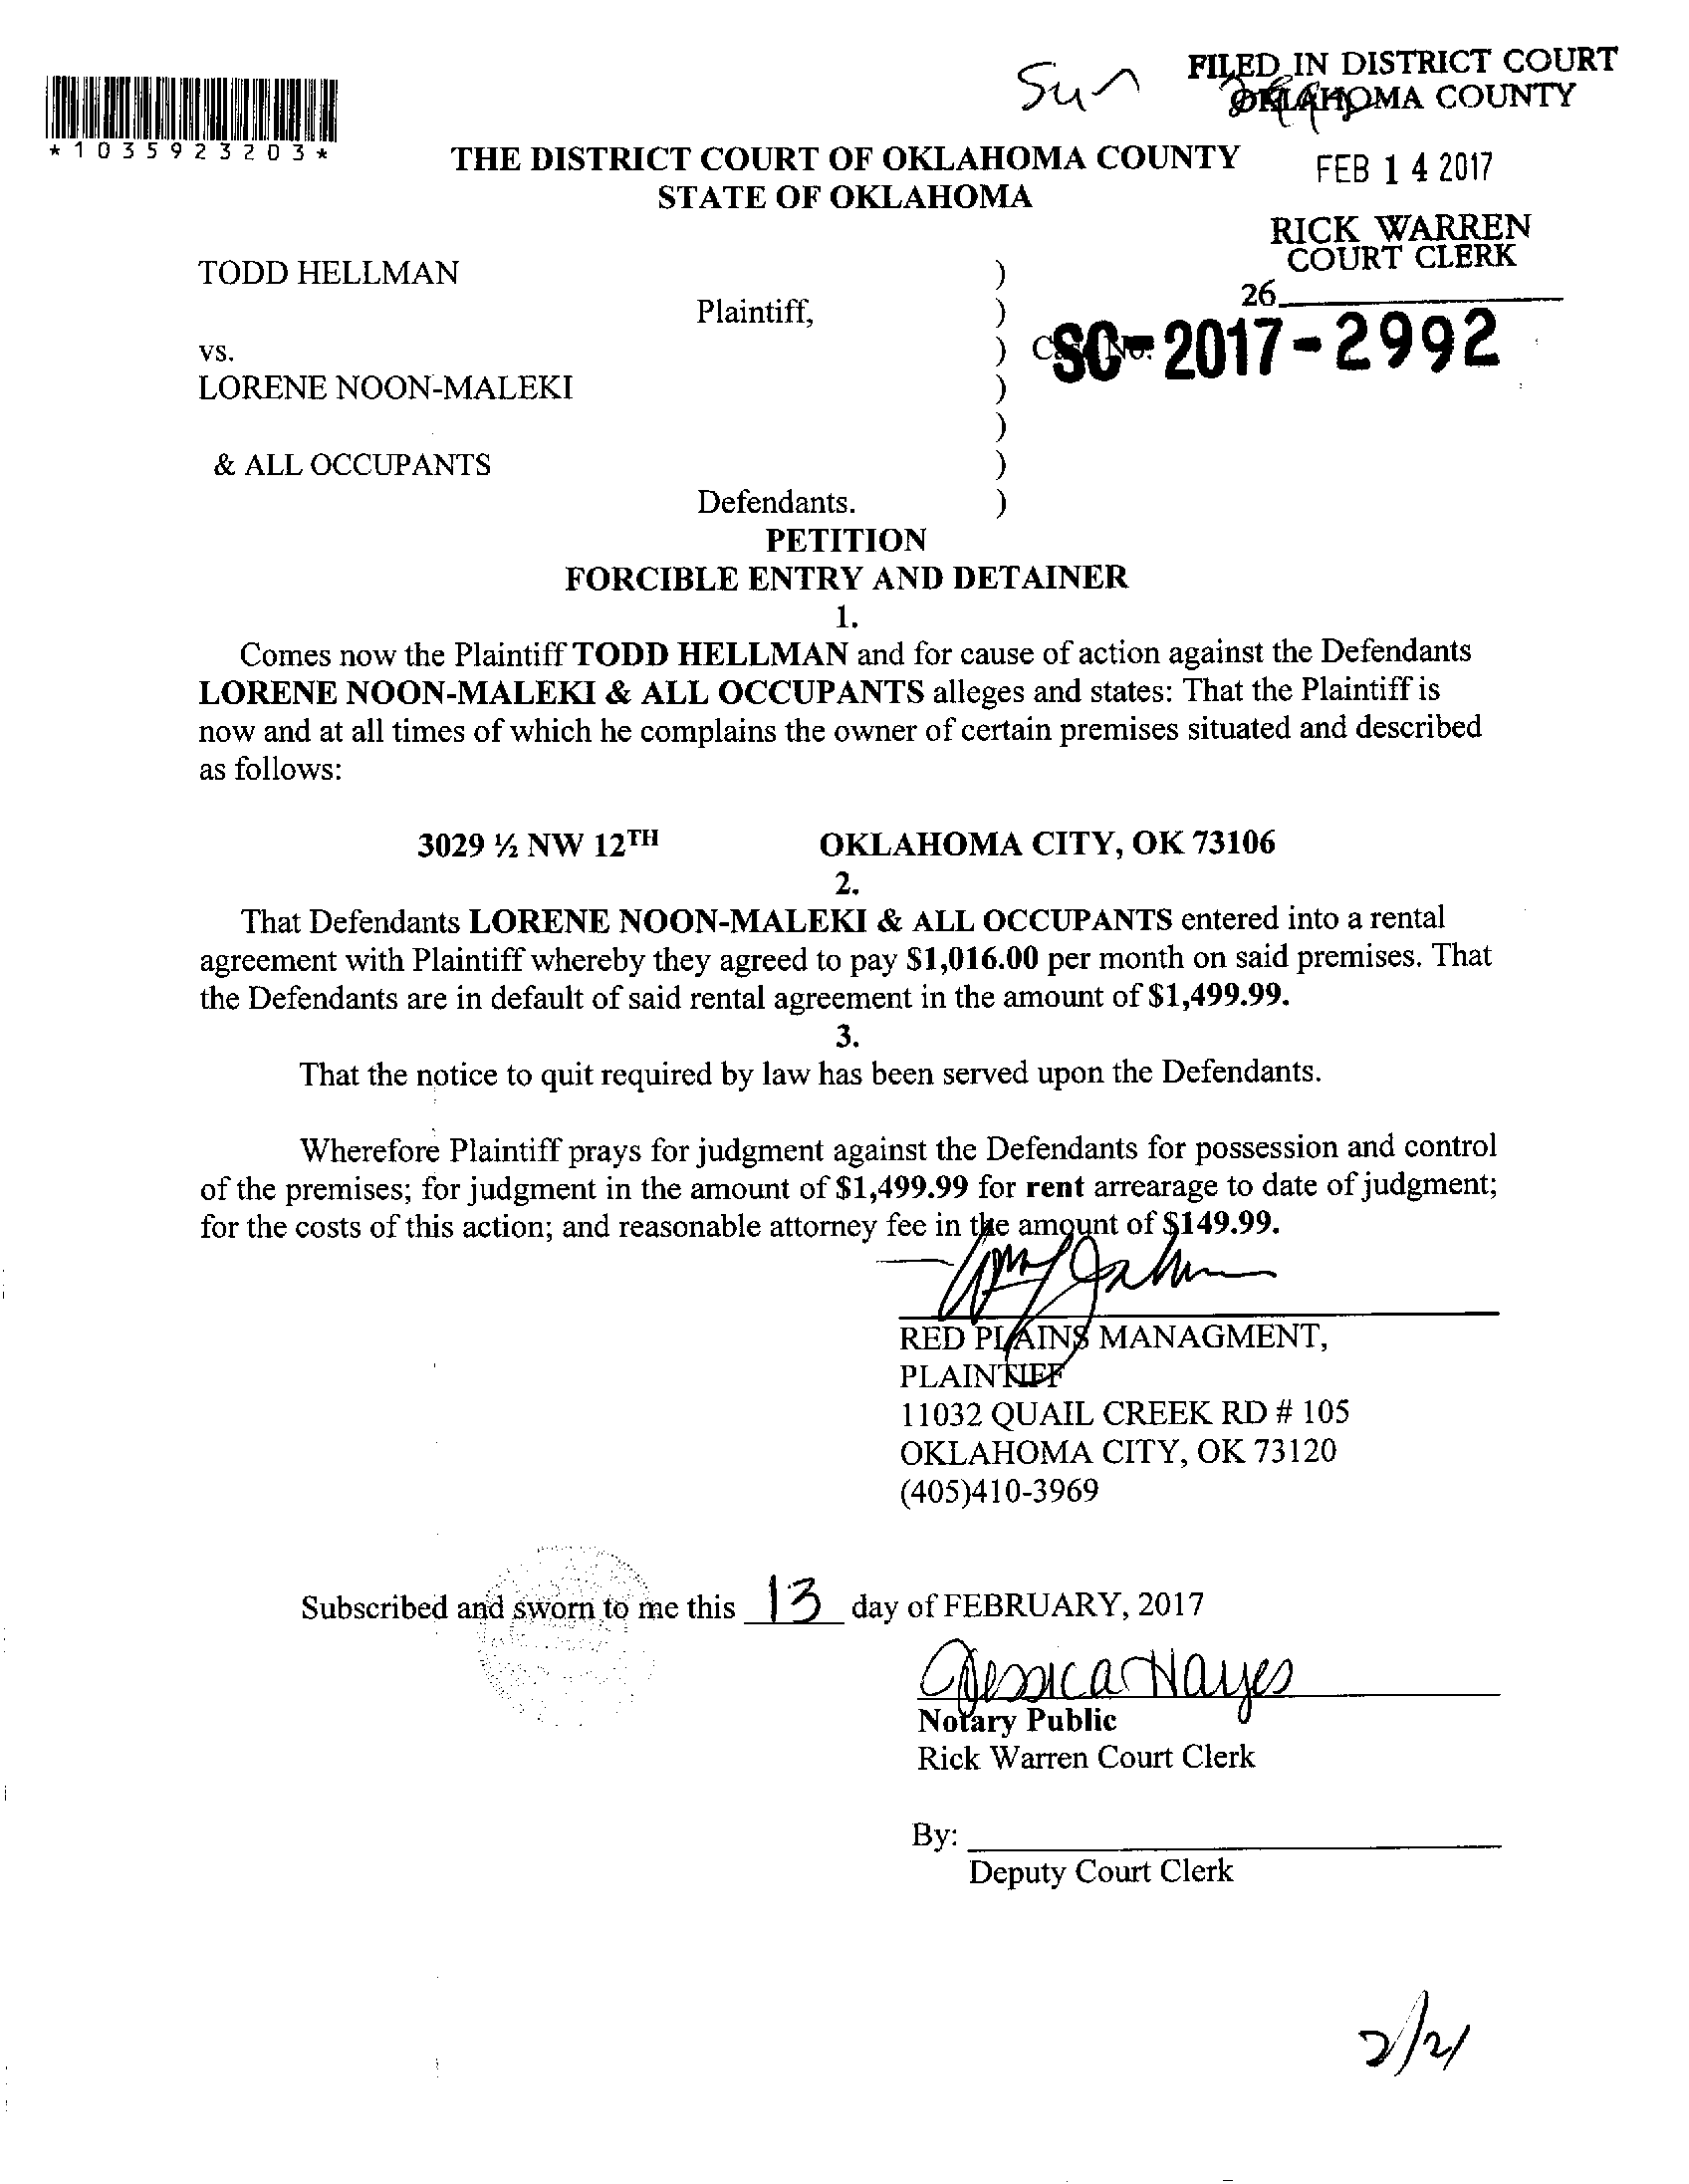 Sun
FILED IN DISTRICT COURT
OKLAHOMA COUNTY
*1035923203*
THE DISTRICT COURT OF OKLAHOMA COUNTY
STATE OF OKLAHOMA
FEB 14 2017
RICK WARREN
COURT CLERK
26
TODD HELLMAN )
Plaintiff, )
vs. ) Case No. SC-2017-2992
LORENE NOON-MALEKI )
)
& ALL OCCUPANTS )
Defendants. )
PETITION
FORCIBLE ENTRY AND DETAINER
1.
Comes now the Plaintiff TODD HELLMAN and for cause of action against the Defendants
LORENE NOON-MALEKI & ALL OCCUPANTS alleges and states: That the Plaintiff is
now and at all times of which he complains the owner of certain premises situated and described
as follows:
3029 ½ NW 12TH OKLAHOMA CITY, OK 73106
2.
That Defendants LORENE NOON-MALEKI & ALL OCCUPANTS entered into a rental
agreement with Plaintiff whereby they agreed to pay $1,016.00 per month on said premises. That
the Defendants are in default of said rental agreement in the amount of $1,499.99.
3.
That the notice to quit required by law has been served upon the Defendants.
Wherefore Plaintiff prays for judgment against the Defendants for possession and control
of the premises; for judgment in the amount of $1,499.99 for rent arrearage to date of judgment;
for the costs of this action; and reasonable attorney fee in the amount of $149.99.
RED PLAINS MANAGMENT,
PLAINTIFF
11032 QUAIL CREEK RD # 105
OKLAHOMA CITY, OK 73120
(405)410-3969
Subscribed and sworn to me this 13 day of FEBRUARY, 2017
Jessica Hayes
Notary Public
Rick Warren Court Clerk
By:
Deputy Court Clerk
2/21